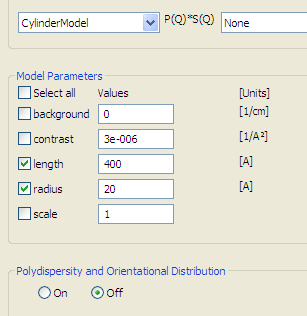 CylinderModel P(Q)*S(Q) None
Model Parameters
Select all Values [Units]
background 0 [1/cm]
contrast 3e-006 [1/A²]
length 400 [A]
radius 20 [A]
scale 1
Polydispersity and Orientational Distribution
On Off